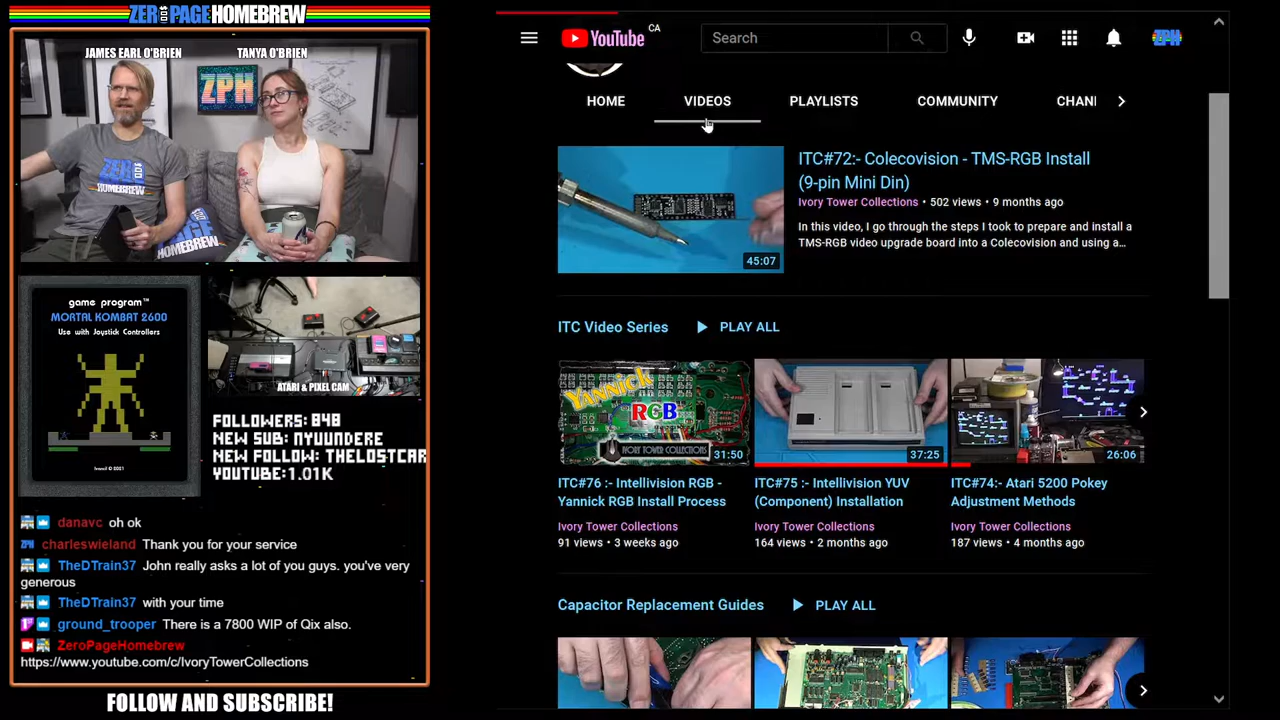 ZEROPAGE HOMEBREW
JAMES EARL O'BRIEN
TANYA O'BRIEN
ZPH
HOMEBREW
HOMEBREW
game program™
MORTAL KOMBAT 2600
Use with Joystick Controllers
ATARI & PIXEL CAM
FOLLOWERS: 848
NEW SUB: NYUUNDERE
NEW FOLLOW: THELOSTCAR
YOUTUBE:1.01K
danavc oh ok
charleswieland Thank you for your service
TheDTrain37 John really asks a lot of you guys. you've very
generous
TheDTrain37 with your time
ground_trooper There is a 7800 WIP of Qix also.
ZeroPageHomebrew
https://www.youtube.com/c/IvoryTowerCollections
FOLLOW AND SUBSCRIBE!
YouTube CA
Search
ZPH
HOME
VIDEOS
PLAYLISTS
COMMUNITY
CHANI
ITC#72:- Colecovision - TMS-RGB Install
(9-pin Mini Din)
Ivory Tower Collections • 502 views • 9 months ago
In this video, I go through the steps I took to prepare and install a
TMS-RGB video upgrade board into a Colecovision and using a...
45:07
ITC Video Series
PLAY ALL
YANNICK
RGB
IVORY TOWER COLLECTIONS
31:50
37:25
26:06
ITC#76 :- Intellivision RGB -
Yannick RGB Install Process
Ivory Tower Collections
91 views • 3 weeks ago
ITC#75 :- Intellivision YUV
(Component) Installation
Ivory Tower Collections
164 views • 2 months ago
ITC#74:- Atari 5200 Pokey
Adjustment Methods
Ivory Tower Collections
187 views • 4 months ago
Capacitor Replacement Guides
PLAY ALL